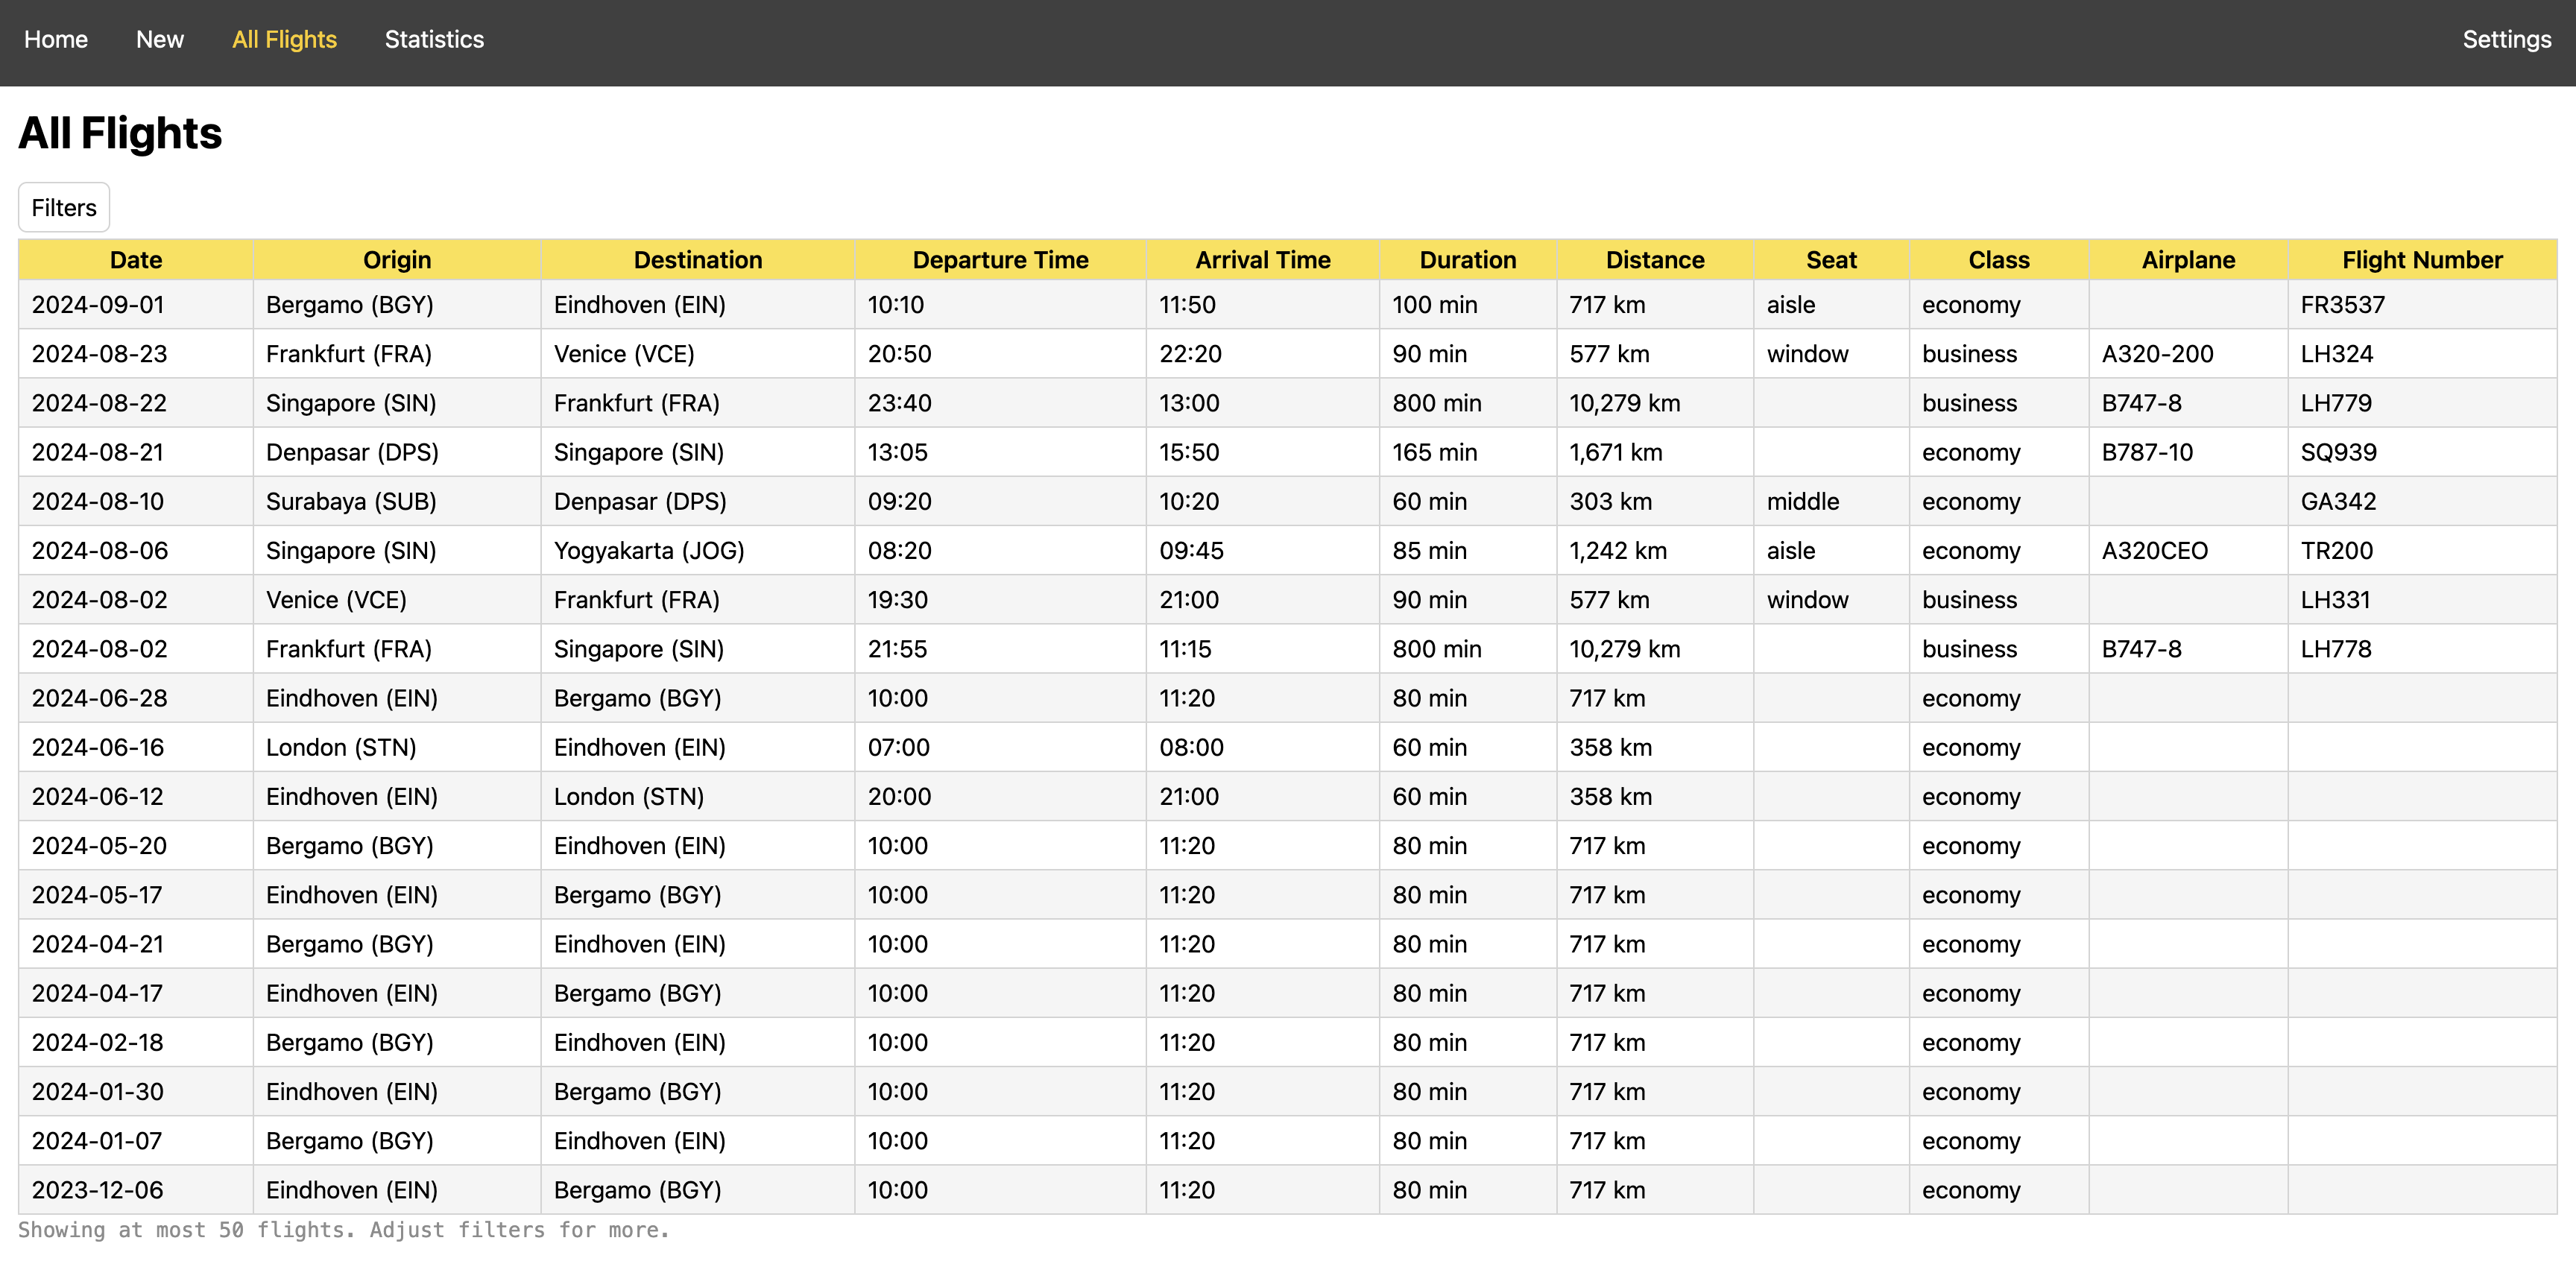 Home New All Flights Statistics Settings
All Flights
Filters
Date Origin Destination Departure Time Arrival Time Duration Distance Seat Class Airplane Flight Number
2024-09-01 Bergamo (BGY) Eindhoven (EIN) 10:10 11:50 100 min 717 km aisle economy FR3537
2024-08-23 Frankfurt (FRA) Venice (VCE) 20:50 22:20 90 min 577 km window business A320-200 LH324
2024-08-22 Singapore (SIN) Frankfurt (FRA) 23:40 13:00 800 min 10,279 km business B747-8 LH779
2024-08-21 Denpasar (DPS) Singapore (SIN) 13:05 15:50 165 min 1,671 km economy B787-10 SQ939
2024-08-10 Surabaya (SUB) Denpasar (DPS) 09:20 10:20 60 min 303 km middle economy GA342
2024-08-06 Singapore (SIN) Yogyakarta (JOG) 08:20 09:45 85 min 1,242 km aisle economy A320CEO TR200
2024-08-02 Venice (VCE) Frankfurt (FRA) 19:30 21:00 90 min 577 km window business LH331
2024-08-02 Frankfurt (FRA) Singapore (SIN) 21:55 11:15 800 min 10,279 km business B747-8 LH778
2024-06-28 Eindhoven (EIN) Bergamo (BGY) 10:00 11:20 80 min 717 km economy
2024-06-16 London (STN) Eindhoven (EIN) 07:00 08:00 60 min 358 km economy
2024-06-12 Eindhoven (EIN) London (STN) 20:00 21:00 60 min 358 km economy
2024-05-20 Bergamo (BGY) Eindhoven (EIN) 10:00 11:20 80 min 717 km economy
2024-05-17 Eindhoven (EIN) Bergamo (BGY) 10:00 11:20 80 min 717 km economy
2024-04-21 Bergamo (BGY) Eindhoven (EIN) 10:00 11:20 80 min 717 km economy
2024-04-17 Eindhoven (EIN) Bergamo (BGY) 10:00 11:20 80 min 717 km economy
2024-02-18 Bergamo (BGY) Eindhoven (EIN) 10:00 11:20 80 min 717 km economy
2024-01-30 Eindhoven (EIN) Bergamo (BGY) 10:00 11:20 80 min 717 km economy
2024-01-07 Bergamo (BGY) Eindhoven (EIN) 10:00 11:20 80 min 717 km economy
2023-12-06 Eindhoven (EIN) Bergamo (BGY) 10:00 11:20 80 min 717 km economy
Showing at most 50 flights. Adjust filters for more.